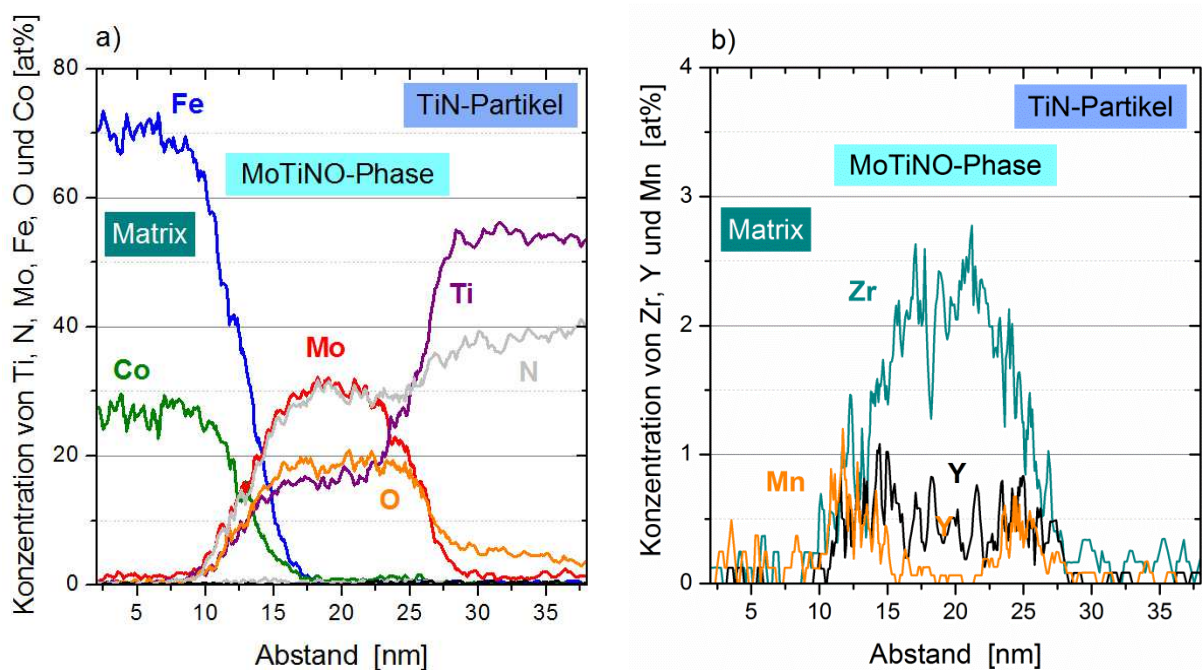 a)
Konzentration von Ti, N, Mo, Fe, O und Co [at%]
80
60
40
20
0
Fe
TiN-Partikel
MoTiNO-Phase
Matrix
Ti
Co
Mo
N
O
5 10 15 20 25 30 35
Abstand [nm]
b)
Konzentration von Zr, Y und Mn [at%]
4
3
2
1
0
TiN-Partikel
MoTiNO-Phase
Matrix
Zr
Mn
Y
5 10 15 20 25 30 35
Abstand [nm]